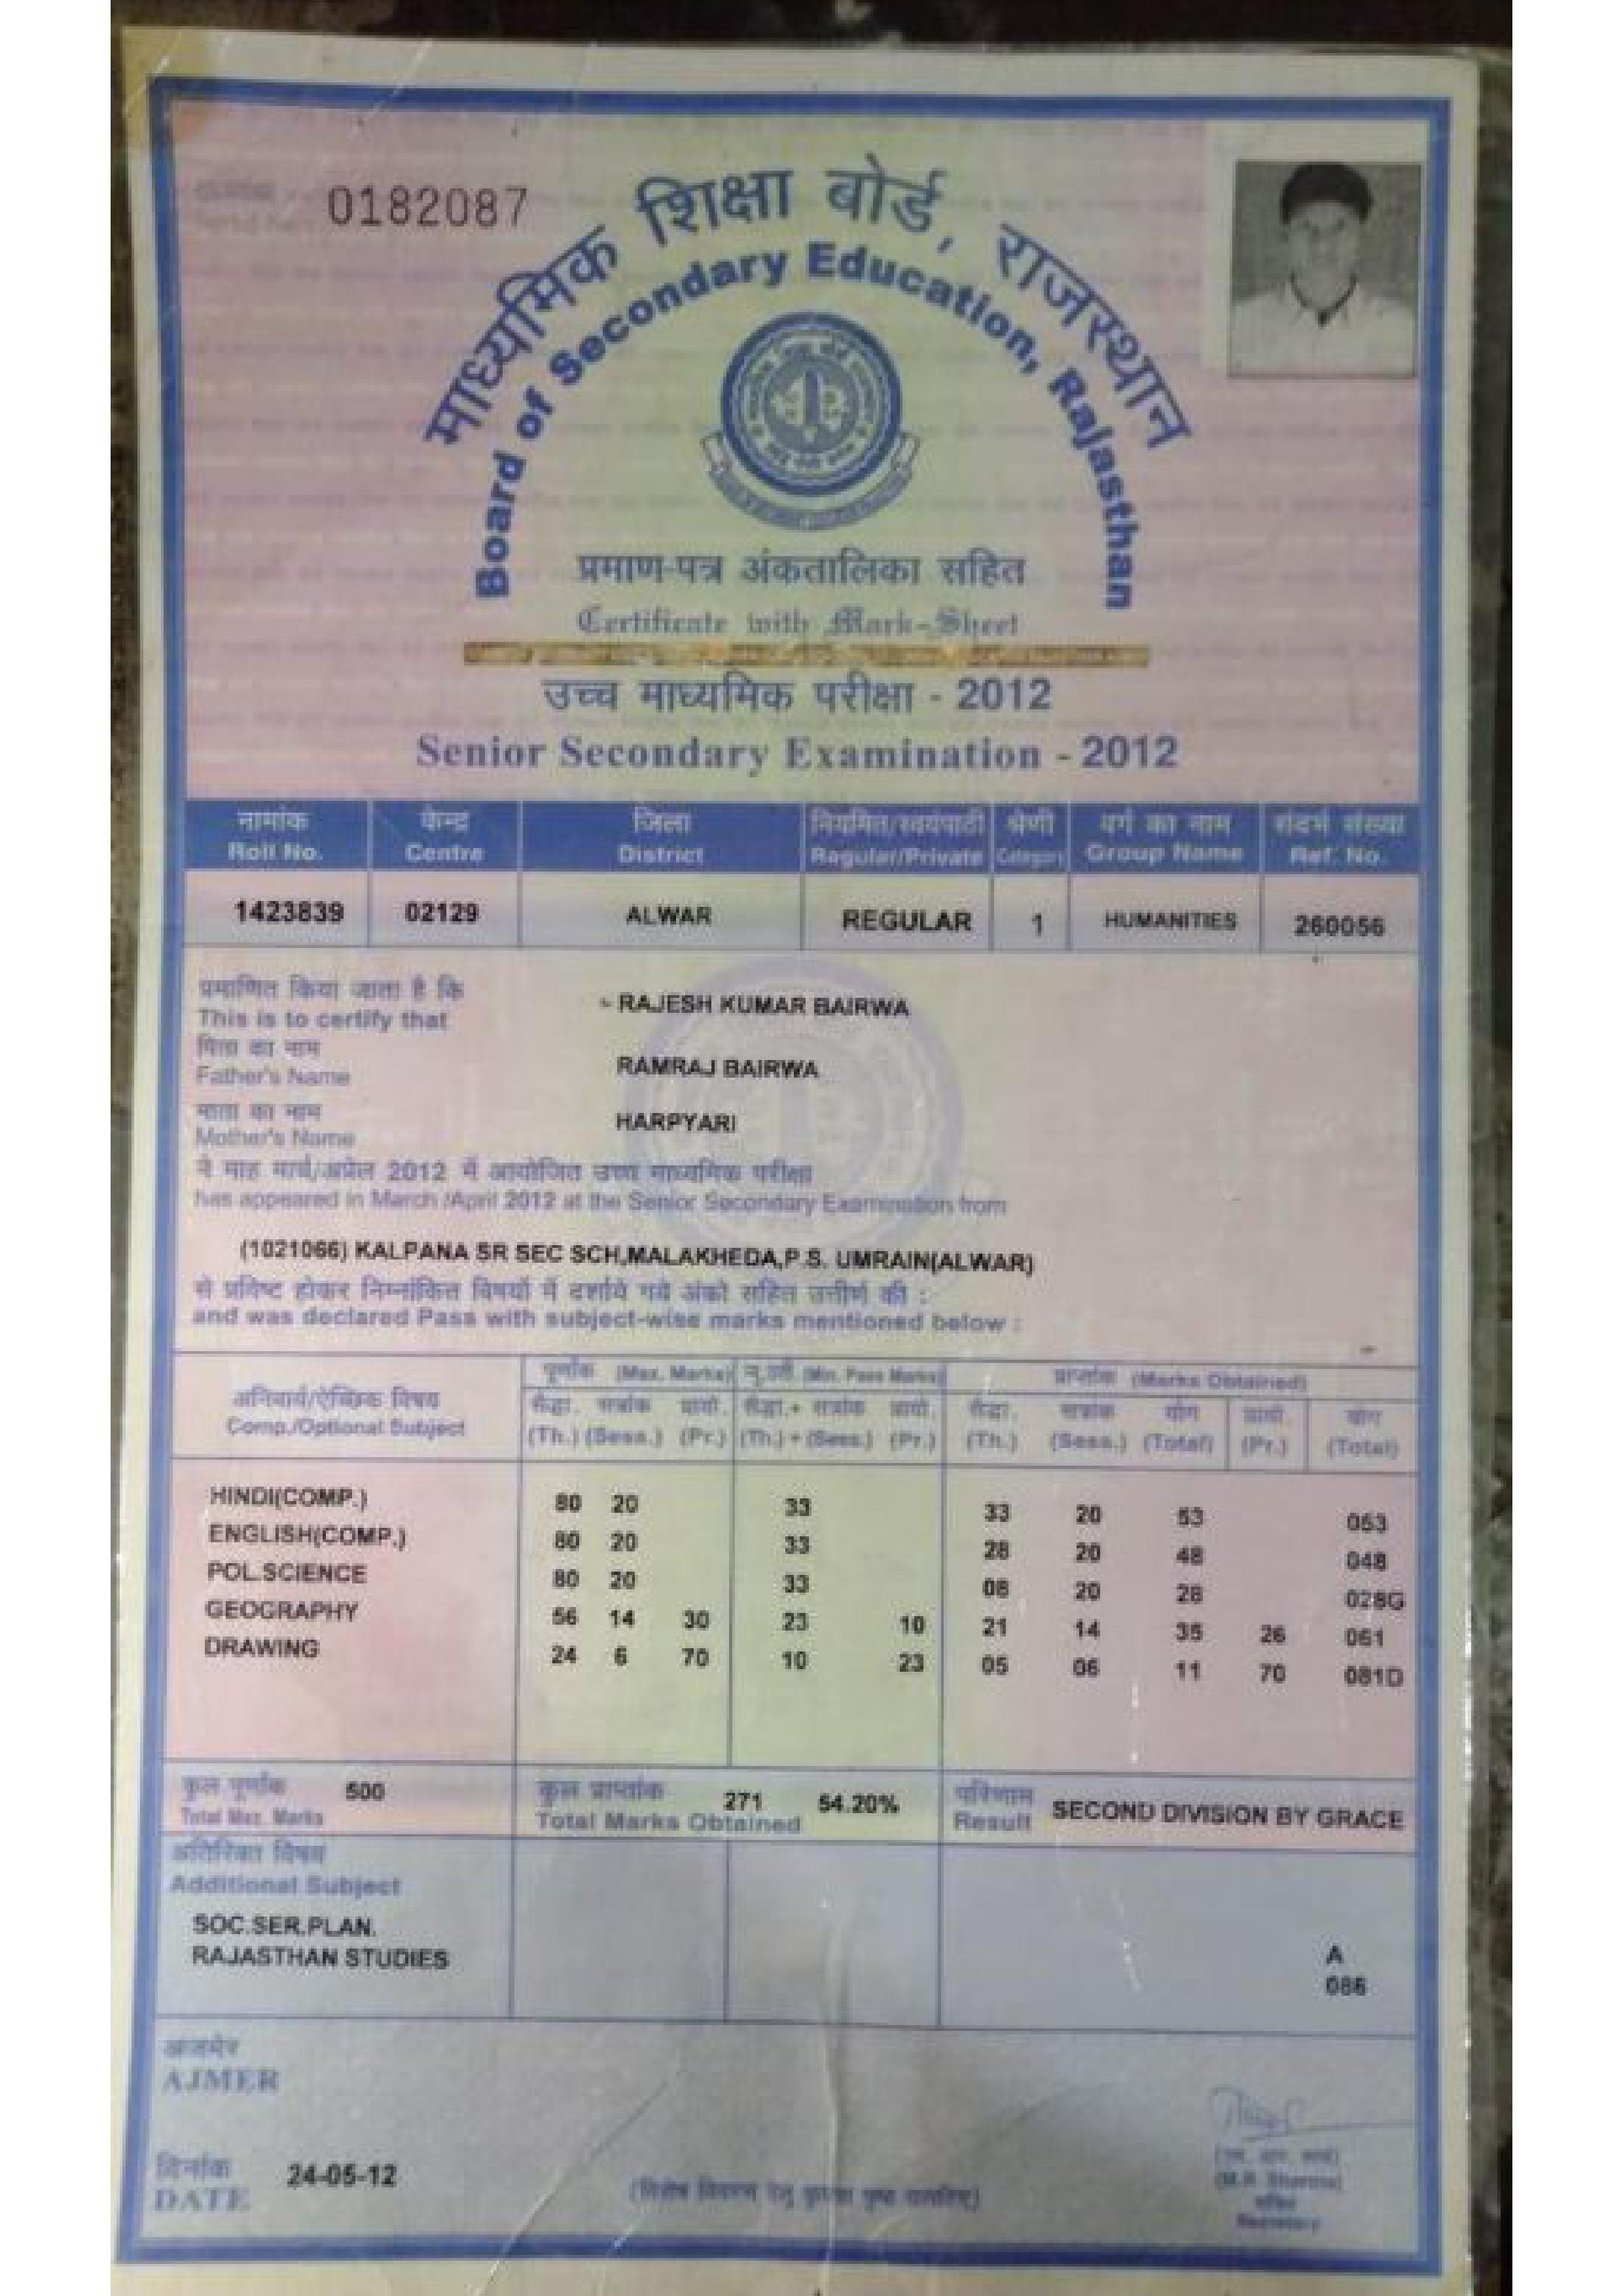 0182087
माध्यमिक शिक्षा बोर्ड, राजस्थान
Board of Secondary Education, Rajasthan
प्रमाण-पत्र अंकतालिका सहित
Certificate with Mark-Sheet
उच्च माध्यमिक परीक्षा - 2012
Senior Secondary Examination - 2012
नामांक केन्द्र जिला नियमित/स्वयंपाठी श्रेणी वर्ग का नाम संदर्भ संख्या
Roll No. Centre District Regular/Private Category Group Name Ref. No.
1423839 02129 ALWAR REGULAR 1 HUMANITIES 260056
प्रमाणित किया जाता है कि
This is to certify that RAJESH KUMAR BAIRWA
पिता का नाम
Father's Name RAMRAJ BAIRWA
माता का नाम
Mother's Name HARPYARI
ने माह मार्च/अप्रेल 2012 में आयोजित उच्च माध्यमिक परीक्षा
has appeared in March /April 2012 at the Senior Secondary Examination from
(1021066) KALPANA SR SEC SCH,MALAKHEDA,P.S. UMRAIN(ALWAR)
से प्रविष्ट होकर निम्नांकित विषयों में दर्शाये गये अंको सहित उत्तीर्ण की :
and was declared Pass with subject-wise marks mentioned below :
पूर्णांक (Max. Marks) (Min. Pass Marks) प्राप्तांक (Marks Obtained)
अनिवार्य/ऐच्छिक विषय सैद्धा. सत्रांक प्रायो. सैद्धा.+ सत्रांक प्रायो. सैद्धा. सत्रांक योग प्रायो. योग
Comp./Optional Subject (Th.) (Sess.) (Pr.) (Th.) + (Sess.) (Pr.) (Th.) (Sess.) (Total) (Pr.) (Total)
HINDI(COMP.) 80 20 33 33 20 53 053
ENGLISH(COMP.) 80 20 33 28 20 48 048
POL.SCIENCE 80 20 33 08 20 28 028G
GEOGRAPHY 56 14 30 23 10 21 14 35 26 061
DRAWING 24 6 70 10 23 05 06 11 70 081D
कुल पूर्णांक 500 कुल प्राप्तांक 271 54.20% परिणाम SECOND DIVISION BY GRACE
Total Max. Marks Total Marks Obtained Result
अतिरिक्त विषय
Additional Subject
SOC.SER.PLAN. A
RAJASTHAN STUDIES 086
अजमेर
AJMER
दिनांक 24-05-12
DATE
(M.R. Sharma)
सचिव
Secretary